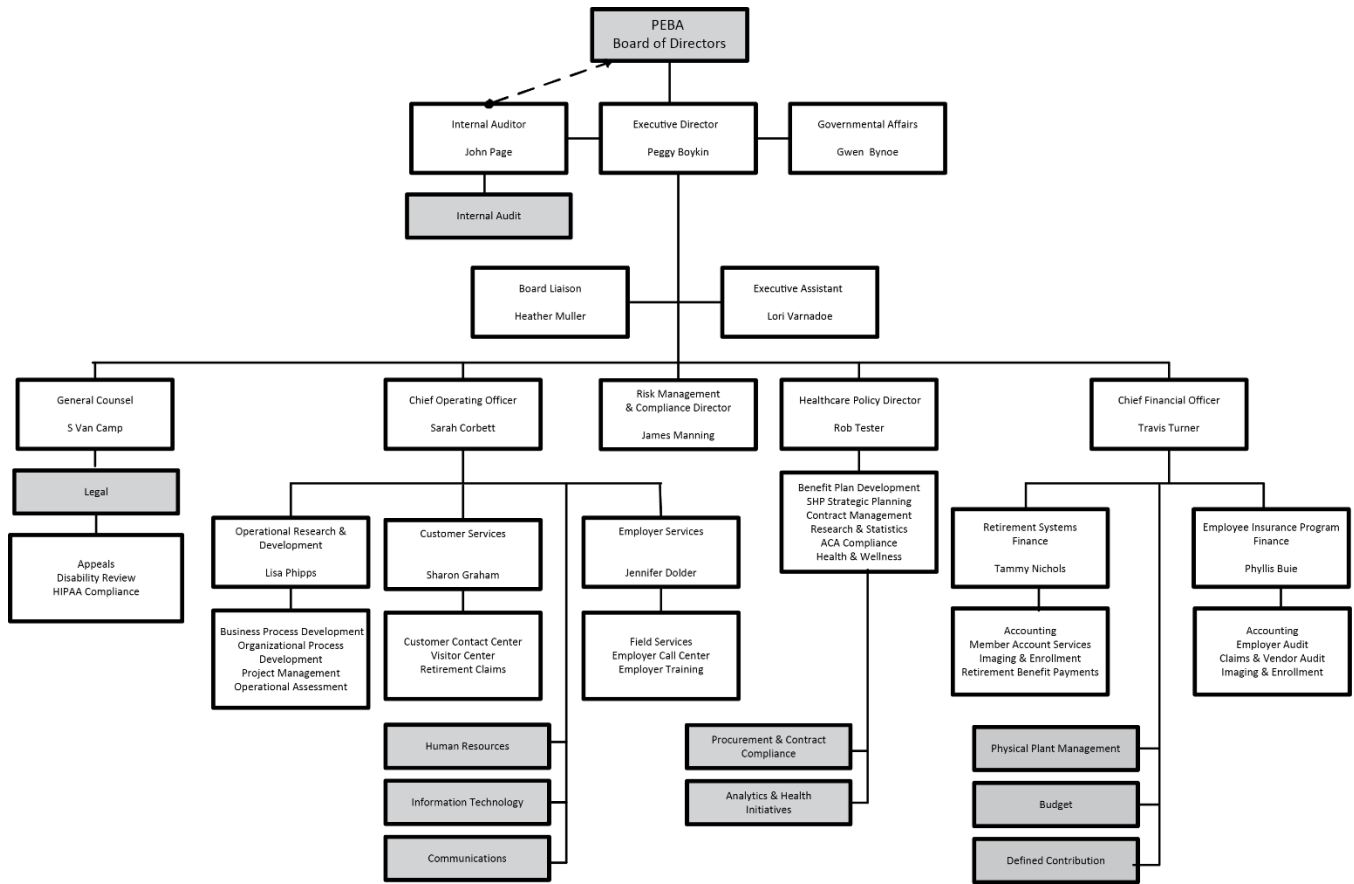 PEBA
Board of Directors
Internal Auditor
John Page
Executive Director
Peggy Boykin
Governmental Affairs
Gwen Bynoe
Internal Audit
Board Liaison
Heather Muller
Executive Assistant
Lori Varnadoe
General Counsel
S Van Camp
Chief Operating Officer
Sarah Corbett
Risk Management
& Compliance Director
James Manning
Healthcare Policy Director
Rob Tester
Chief Financial Officer
Travis Turner
Legal
Appeals
Disability Review
HIPAA Compliance
Operational Research &
Development
Lisa Phipps
Customer Services
Sharon Graham
Employer Services
Jennifer Dolder
Benefit Plan Development
SHP Strategic Planning
Contract Management
Research & Statistics
ACA Compliance
Health & Wellness
Retirement Systems
Finance
Tammy Nichols
Employee Insurance Program
Finance
Phyllis Buie
Business Process Development
Organizational Process
Development
Project Management
Operational Assessment
Customer Contact Center
Visitor Center
Retirement Claims
Field Services
Employer Call Center
Employer Training
Accounting
Member Account Services
Imaging & Enrollment
Retirement Benefit Payments
Accounting
Employer Audit
Claims & Vendor Audit
Imaging & Enrollment
Human Resources
Information Technology
Communications
Procurement & Contract
Compliance
Analytics & Health
Initiatives
Physical Plant Management
Budget
Defined Contribution